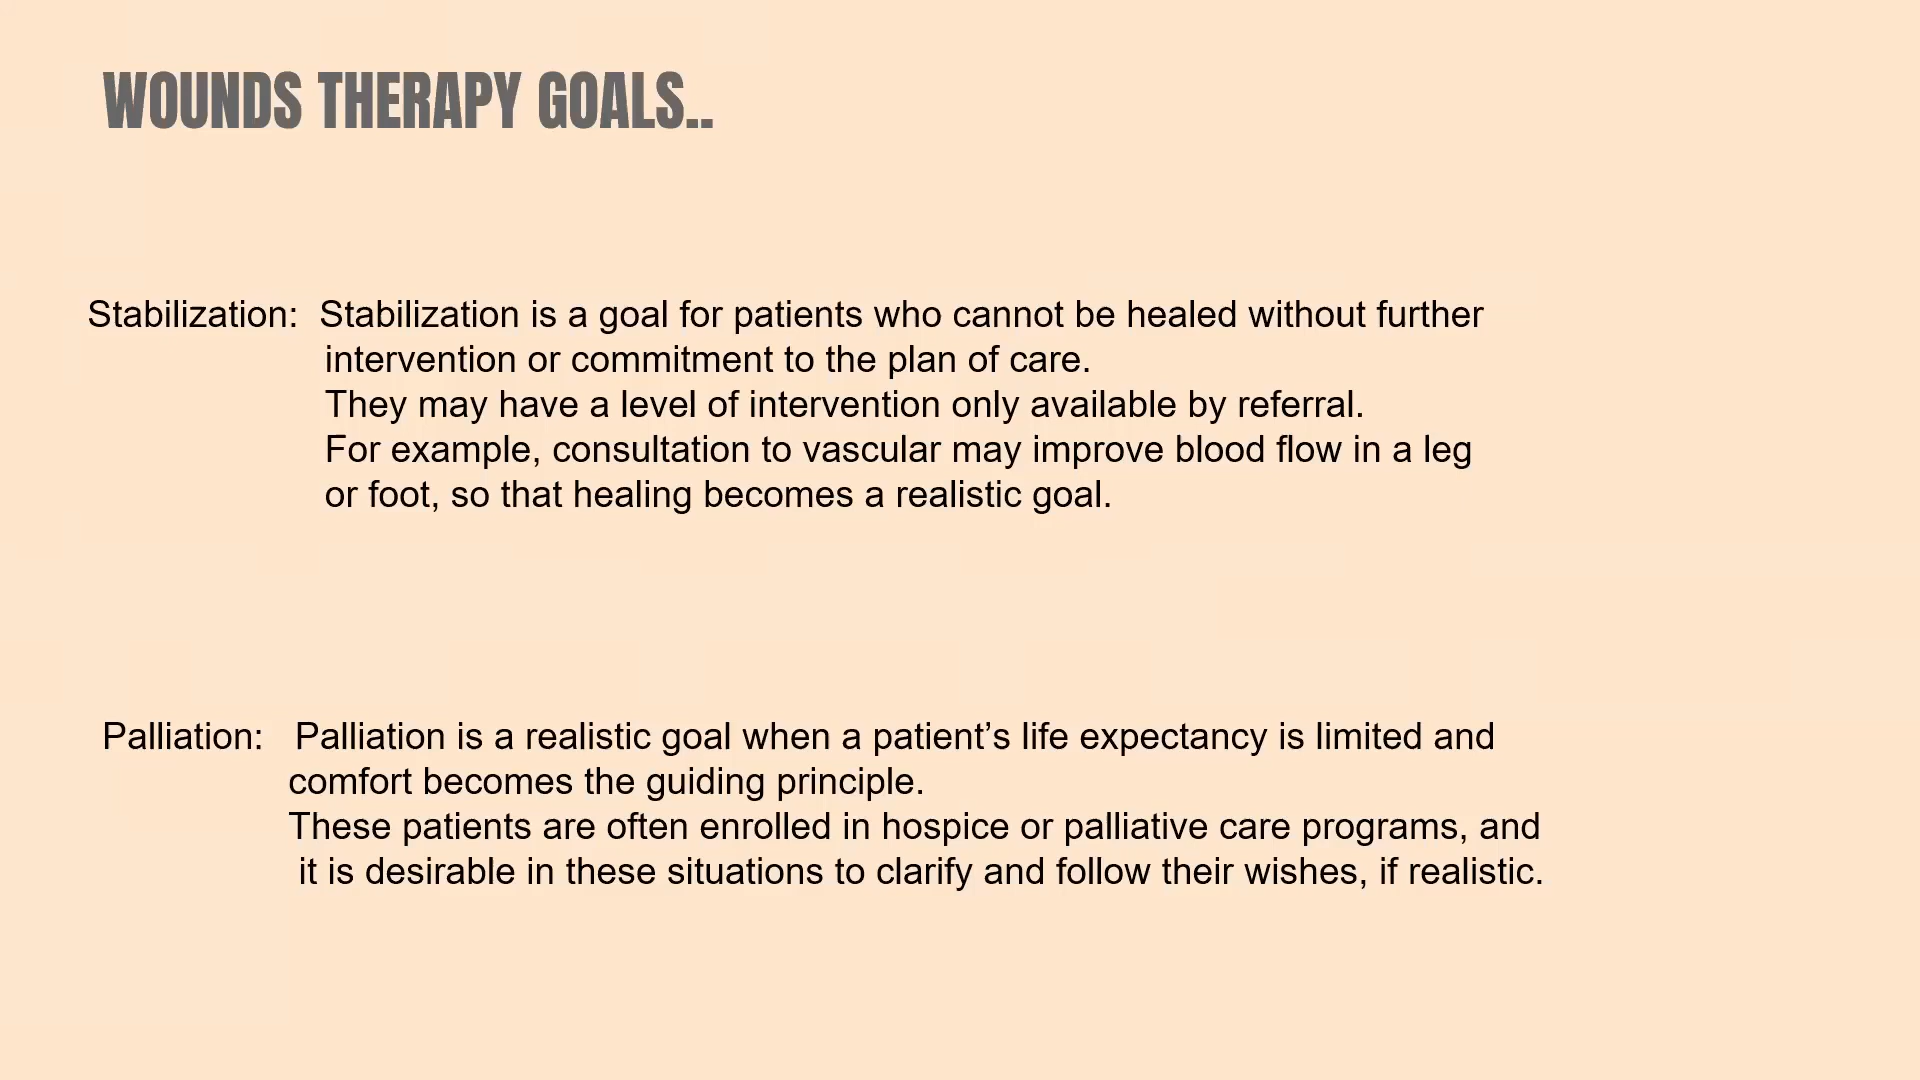 WOUNDS THERAPY GOALS..
Stabilization: Stabilization is a goal for patients who cannot be healed without further
intervention or commitment to the plan of care.
They may have a level of intervention only available by referral.
For example, consultation to vascular may improve blood flow in a leg
or foot, so that healing becomes a realistic goal.
Palliation: Palliation is a realistic goal when a patient’s life expectancy is limited and
comfort becomes the guiding principle.
These patients are often enrolled in hospice or palliative care programs, and
it is desirable in these situations to clarify and follow their wishes, if realistic.